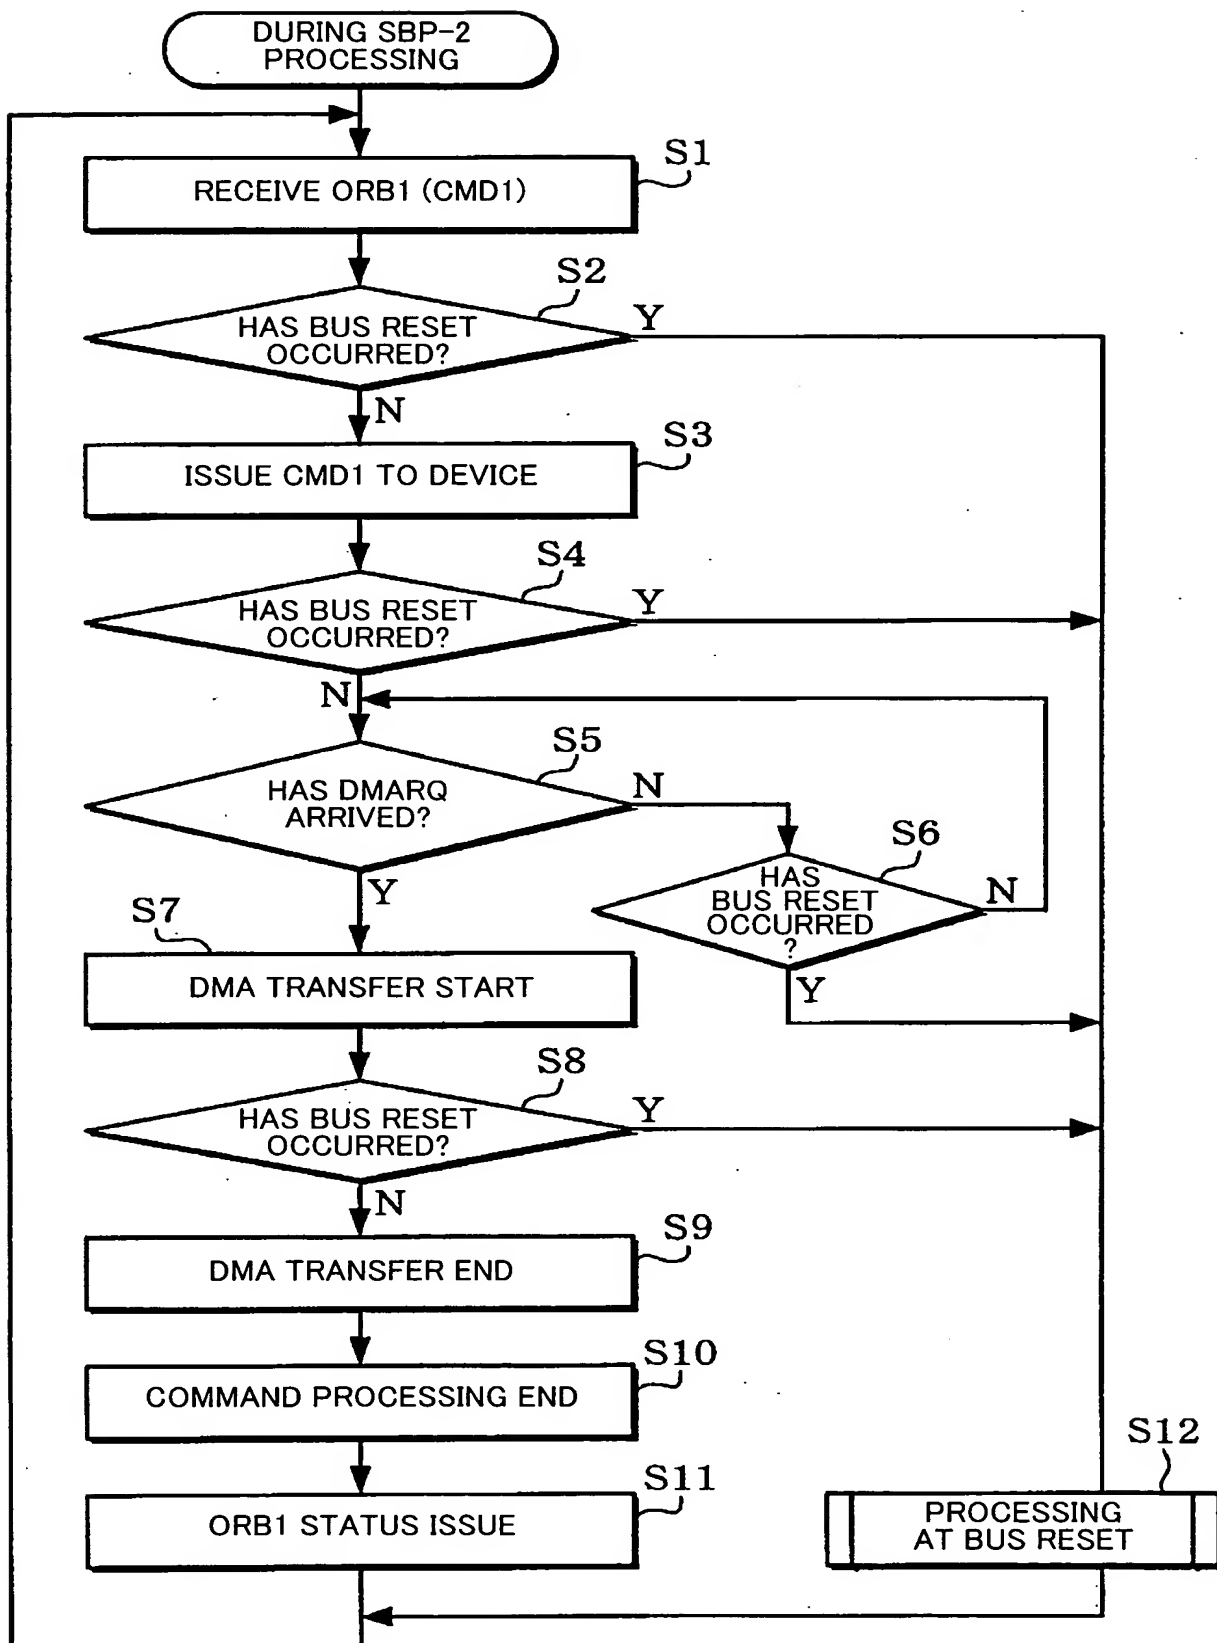 DURING SBP-2
PROCESSING
S1
RECEIVE ORB1 (CMD1)
S2
HAS BUS RESET
OCCURRED?
Y
N
S3
ISSUE CMD1 TO DEVICE
S4
HAS BUS RESET
OCCURRED?
Y
N
S5
HAS DMARQ
ARRIVED?
N
Y
S6
HAS
BUS RESET
OCCURRED
?
N
Y
S7
DMA TRANSFER START
S8
HAS BUS RESET
OCCURRED?
Y
N
S9
DMA TRANSFER END
S10
COMMAND PROCESSING END
S11
ORB1 STATUS ISSUE
S12
PROCESSING
AT BUS RESET